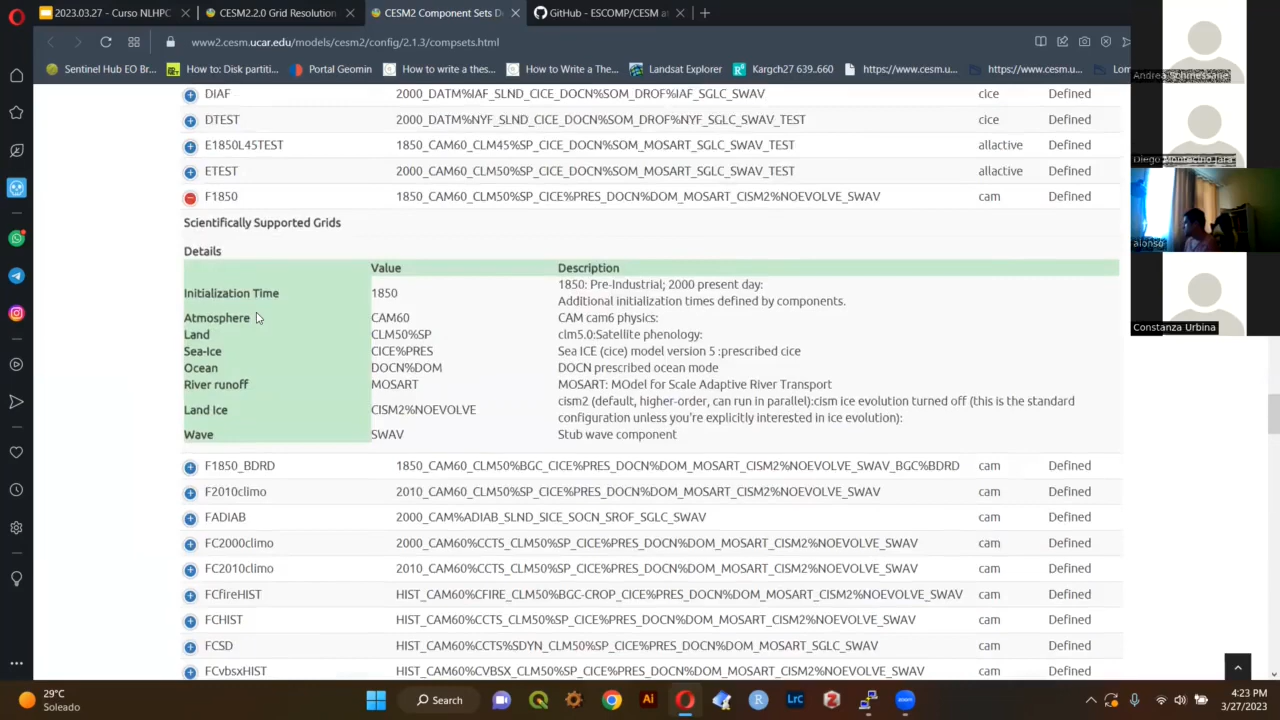 2023.03.27 - Curso NLHPC
CESM2.2.0 Grid Resolution
CESM2 Component Sets D
GitHub - ESCOMP/CESM at
www2.cesm.ucar.edu/models/cesm2/config/2.1.3/compsets.html
Sentinel Hub EO Br...
How to: Disk partiti...
Portal Geomin
How to write a thes...
How to Write a The...
Landsat Explorer
Kargch27 639..660
https://www.cesm.u...
https://www.cesm.u...
Lom
DIAF 2000_DATM%IAF_SLND_CICE_DOCN%SOM_DROF%IAF_SGLC_SWAV cice Defined
DTEST 2000_DATM%NYF_SLND_CICE_DOCN%SOM_DROF%NYF_SGLC_SWAV_TEST cice Defined
E1850L45TEST 1850_CAM60_CLM45%SP_CICE_DOCN%SOM_MOSART_SGLC_SWAV_TEST allactive Defined
ETEST 2000_CAM60_CLM50%SP_CICE_DOCN%SOM_MOSART_SGLC_SWAV_TEST allactive Defined
F1850 1850_CAM60_CLM50%SP_CICE%PRES_DOCN%DOM_MOSART_CISM2%NOEVOLVE_SWAV cam Defined
Scientifically Supported Grids
Details
Value Description
Initialization Time 1850 1850: Pre-Industrial; 2000 present day:
Additional initialization times defined by components.
Atmosphere CAM60 CAM cam6 physics:
Land CLM50%SP clm5.0:Satellite phenology:
Sea-Ice CICE%PRES Sea ICE (cice) model version 5 :prescribed cice
Ocean DOCN%DOM DOCN prescribed ocean mode
River runoff MOSART MOSART: MOdel for Scale Adaptive River Transport
Land Ice CISM2%NOEVOLVE cism2 (default, higher-order, can run in parallel):cism ice evolution turned off (this is the standard
configuration unless you're explicitly interested in ice evolution):
Wave SWAV Stub wave component
F1850_BDRD 1850_CAM60_CLM50%BGC_CICE%PRES_DOCN%DOM_MOSART_CISM2%NOEVOLVE_SWAV_BGC%BDRD cam Defined
F2010climo 2010_CAM60_CLM50%SP_CICE%PRES_DOCN%DOM_MOSART_CISM2%NOEVOLVE_SWAV cam Defined
FADIAB 2000_CAM%ADIAB_SLND_SICE_SOCN_SROF_SGLC_SWAV cam Defined
FC2000climo 2000_CAM60%CCTS_CLM50%SP_CICE%PRES_DOCN%DOM_MOSART_CISM2%NOEVOLVE_SWAV cam Defined
FC2010climo 2010_CAM60%CCTS_CLM50%SP_CICE%PRES_DOCN%DOM_MOSART_CISM2%NOEVOLVE_SWAV cam Defined
FCfireHIST HIST_CAM60%CFIRE_CLM50%BGC-CROP_CICE%PRES_DOCN%DOM_MOSART_CISM2%NOEVOLVE_SWAV cam Defined
FCHIST HIST_CAM60%CCTS_CLM50%SP_CICE%PRES_DOCN%DOM_MOSART_CISM2%NOEVOLVE_SWAV cam Defined
FCSD HIST_CAM60%CCTS%SDYN_CLM50%SP_CICE%PRES_DOCN%DOM_MOSART_SGLC_SWAV cam Defined
FCvbsxHIST HIST_CAM60%CVBSX_CLM50%SP_CICE%PRES_DOCN%DOM_MOSART_CISM2%NOEVOLVE_SWAV cam Defined
Andrea
Diego
alonso
Constanza Urbina
29°C
Soleado
Search
Ai
R
LRC
Z
zoom
4:23 PM
3/27/2023